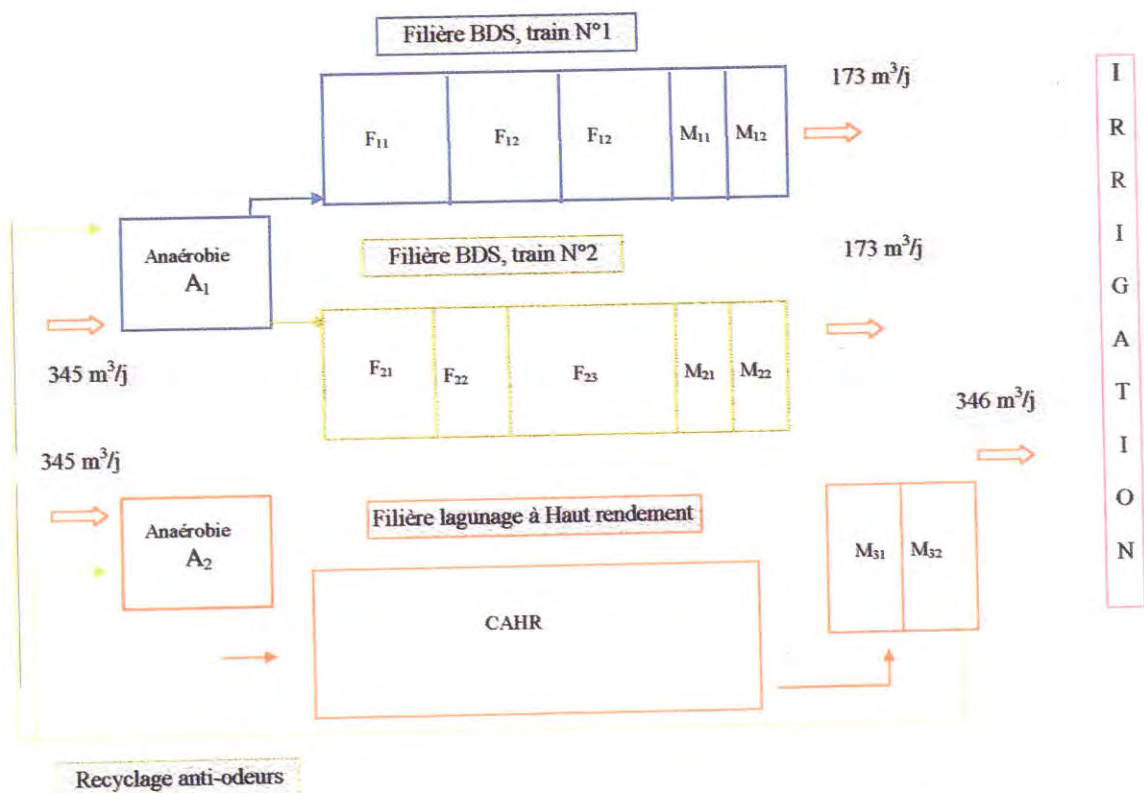 Filière BDS, train N°1
173 m³/j
F₁₁ F₁₂ F₁₂ M₁₁ M₁₂
Anaérobie
A₁
Filière BDS, train N°2
173 m³/j
345 m³/j
F₂₁ F₂₂ F₂₃ M₂₁ M₂₂
346 m³/j
345 m³/j
Anaérobie
A₂
Filière lagunage à Haut rendement
M₃₁ M₃₂
CAHR
Recyclage anti-odeurs
I
R
R
I
G
A
T
I
O
N